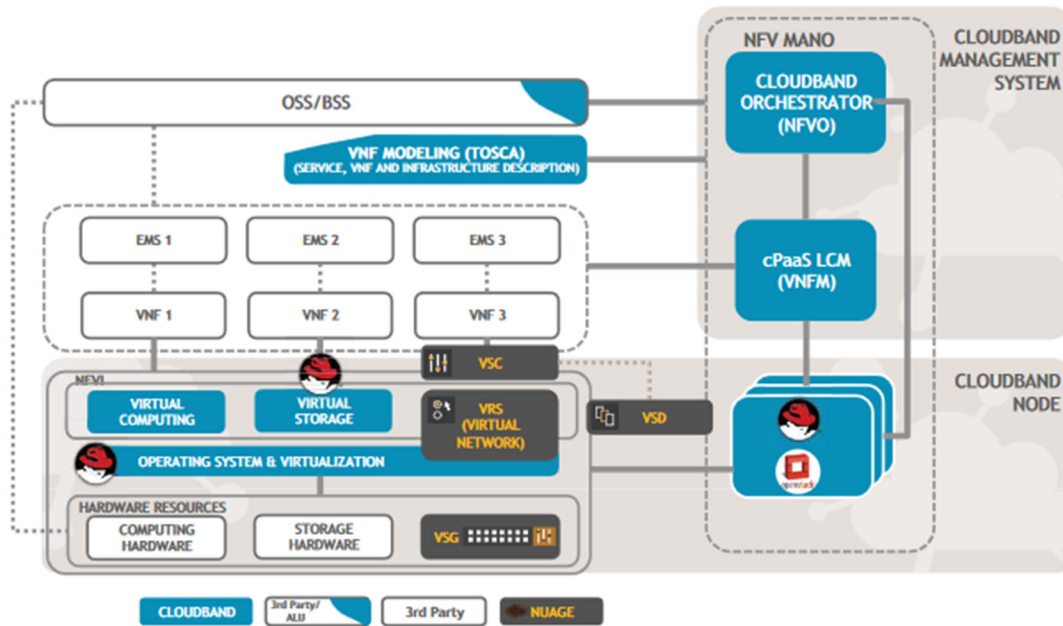 NFV MANO
CLOUDBAND
MANAGEMENT
SYSTEM
CLOUDBAND
ORCHESTRATOR
(NFVO)
OSS/BSS
VNF MODELING (TOSCA)
(SERVICE, VNF AND INFRASTRUCTURE DESCRIPTION)
EMS 1
EMS 2
EMS 3
cPaaS LCM
(VNFM)
VNF 1
VNF 2
VNF 3
VSC
NFVI
CLOUDBAND
NODE
VIRTUAL
COMPUTING
VIRTUAL
STORAGE
VRS
(VIRTUAL
NETWORK)
VSD
OPERATING SYSTEM & VIRTUALIZATION
openstack
HARDWARE RESOURCES
COMPUTING
HARDWARE
STORAGE
HARDWARE
VSG
CLOUDBAND
3rd Party/
ALU
3rd Party
NUAGE